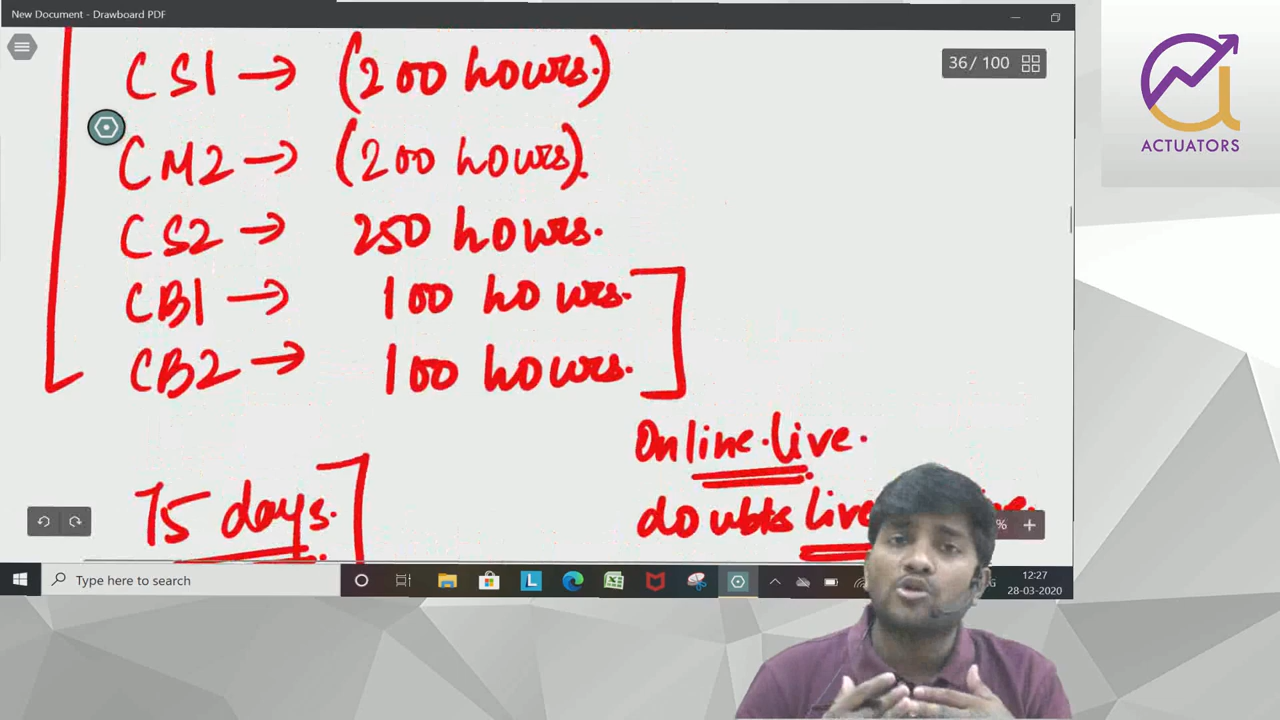 New Document - Drawboard PDF
36 / 100
CS1 → (200 hours.)
CM2 → (200 hours).
CS2 → 250 hours.
CB1 → 100 hours.
CB2 → 100 hours.
75 days.
Online live.
doubts live
% +
Type here to search
L
12:27
28-03-2020
ACTUATORS